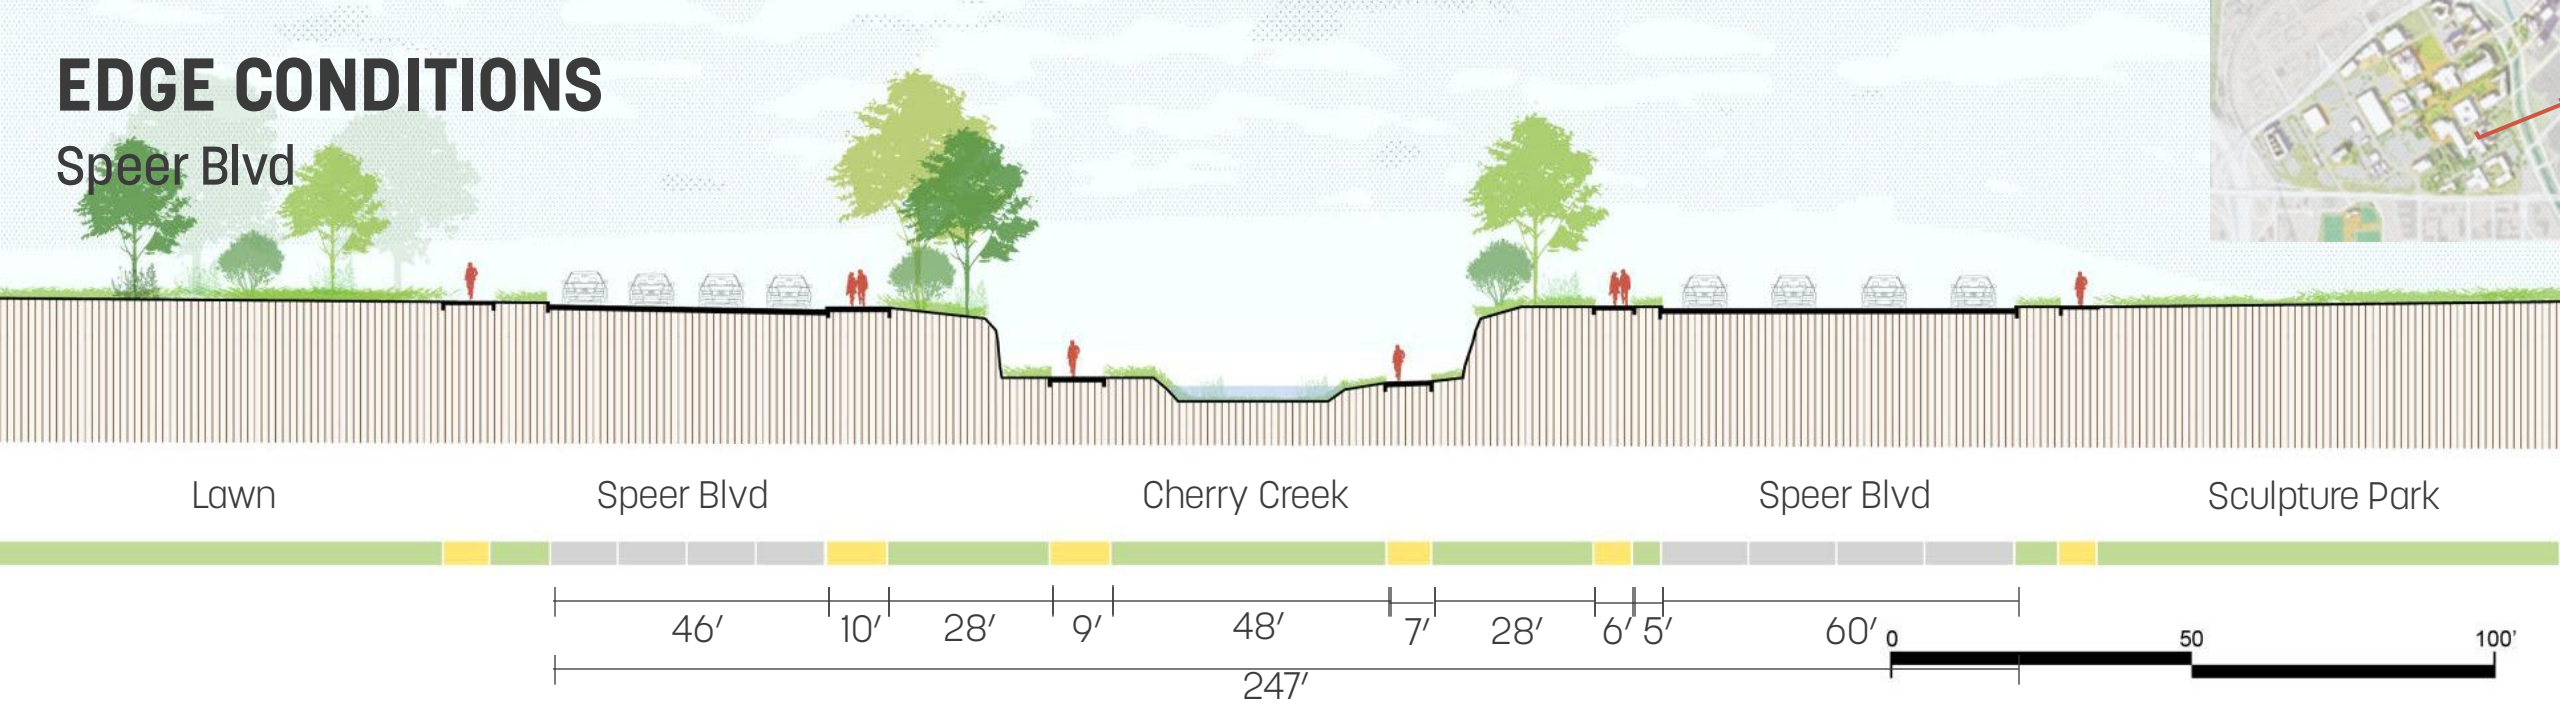 EDGE CONDITIONS
Speer Blvd
Lawn
Speer Blvd
Cherry Creek
Speer Blvd
Sculpture Park
46′ 10′ 28′ 9′ 48′ 7′ 28′ 6′ 5′ 60′
247′
0 50 100'